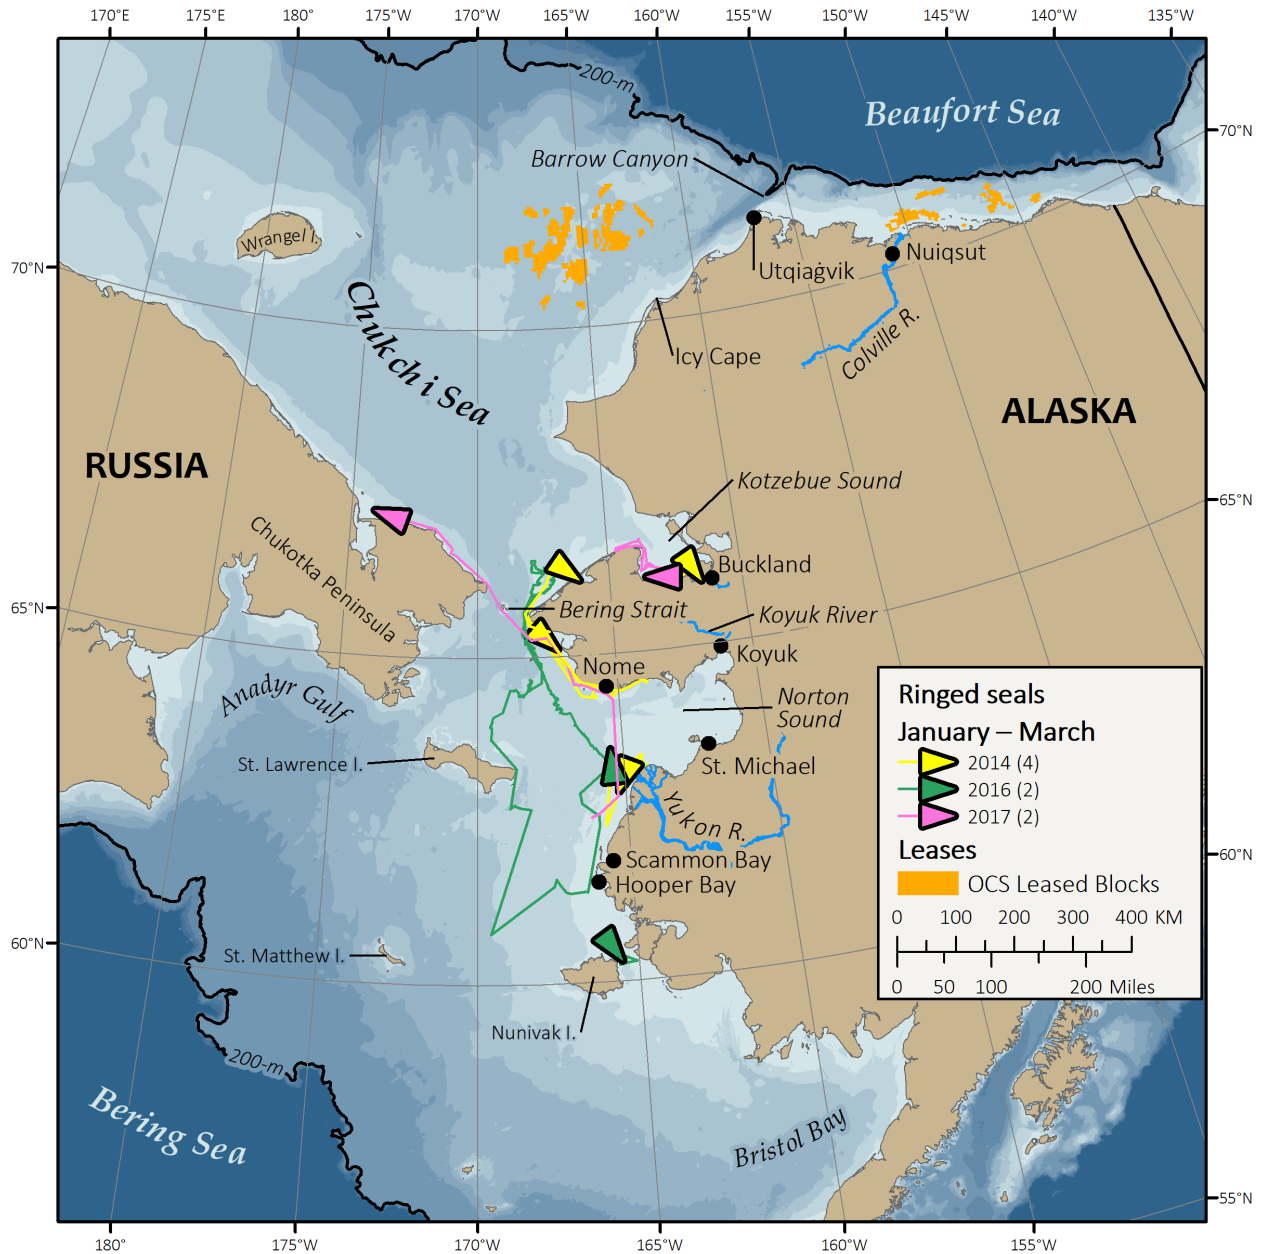 170°E 175°E 180° 175°W 170°W 165°W 160°W 155°W 150°W 145°W 140°W 135°W
200-m
Beaufort Sea
70°N
Barrow Canyon
Wrangel I.
Utqiaġvik
Nuiqsut
70°N
Chukchi Sea
Icy Cape
Colville R.
ALASKA
RUSSIA
Kotzebue Sound
65°N
Chukotka Peninsula
Buckland
65°N
Bering Strait
Koyuk River
Koyuk
Nome
Anadyr Gulf
Norton
Sound
St. Lawrence I.
St. Michael
Yukon R.
Scammon Bay
Hooper Bay
60°N
Ringed seals
January – March
2014 (4)
2016 (2)
2017 (2)
Leases
OCS Leased Blocks
0 100 200 300 400 KM
0 50 100 200 Miles
60°N
St. Matthew I.
Nunivak I.
200-m
Bering Sea
Bristol Bay
55°N
180° 175°W 170°W 165°W 160°W 155°W